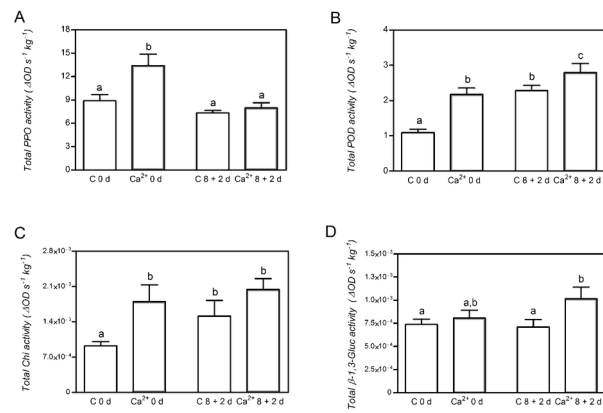 A
Total PPO activity ( ΔOD s⁻¹ kg⁻¹ )
18
15
12
9
6
3
0
a
b
a
a
C 0 d
Ca²⁺ 0 d
C 8 + 2 d
Ca²⁺ 8 + 2 d
B
Total POD activity ( ΔOD s⁻¹ kg⁻¹ )
4
3
2
1
0
a
b
b
c
C 0 d
Ca²⁺ 0 d
C 8 + 2 d
Ca²⁺ 8 + 2 d
C
Total Chi activity ( ΔOD s⁻¹ kg⁻¹ )
2.8x10⁻³
2.1x10⁻³
1.4x10⁻³
7.0x10⁻⁴
0
a
b
b
b
C 0 d
Ca²⁺ 0 d
C 8 + 2 d
Ca²⁺ 8 + 2 d
D
Total β-1,3-Gluc activity ( ΔOD s⁻¹ kg⁻¹ )
1.5x10⁻³
1.3x10⁻³
1.0x10⁻³
7.5x10⁻⁴
5.0x10⁻⁴
2.5x10⁻⁴
0
a
a,b
a
b
C 0 d
Ca²⁺ 0 d
C 8 + 2 d
Ca²⁺ 8 + 2 d